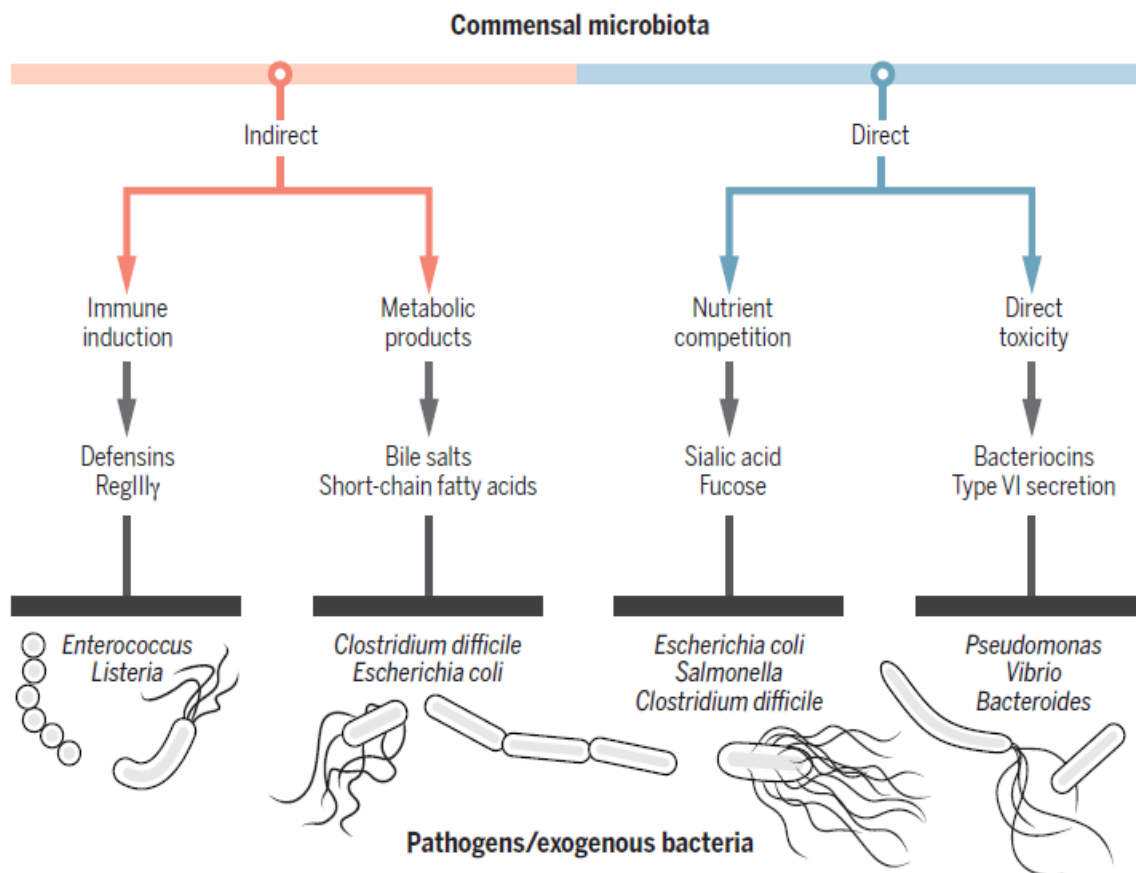 Commensal microbiota
Indirect
Direct
Immune
induction
Metabolic
products
Nutrient
competition
Direct
toxicity
Defensins
RegIIIγ
Bile salts
Short-chain fatty acids
Sialic acid
Fucose
Bacteriocins
Type VI secretion
Enterococcus
Listeria
Clostridium difficile
Escherichia coli
Escherichia coli
Salmonella
Clostridium difficile
Pseudomonas
Vibrio
Bacteroides
Pathogens/exogenous bacteria